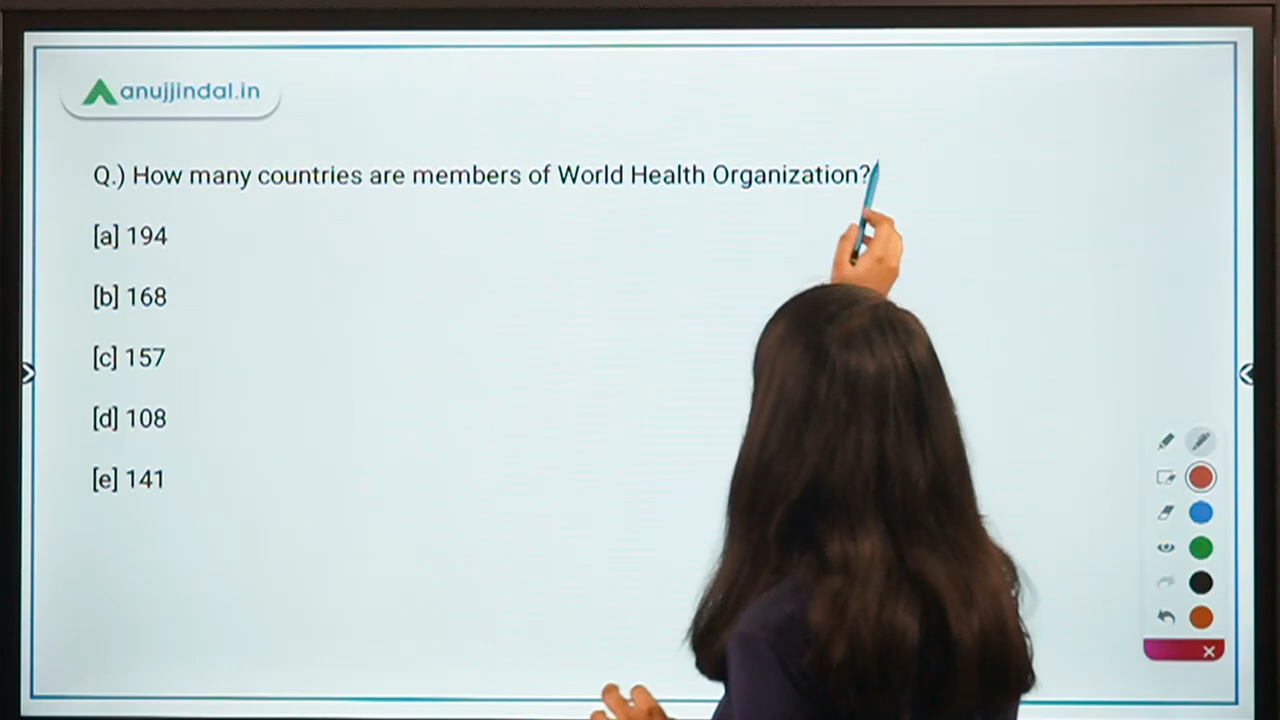 anujjindal.in
Q.) How many countries are members of World Health Organization?
[a] 194
[b] 168
[c] 157
[d] 108
[e] 141